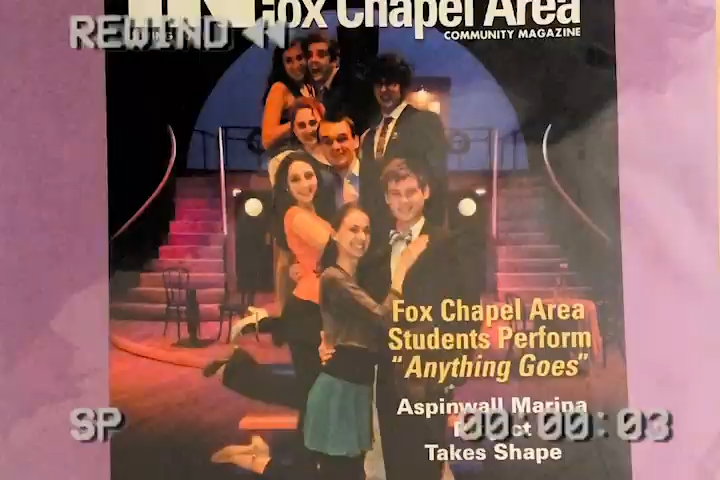 REWIND
Fox Chapel Area
COMMUNITY MAGAZINE
Fox Chapel Area
Students Perform
"Anything Goes"
Aspinwall Marina
Takes Shape
SP
00:00:03